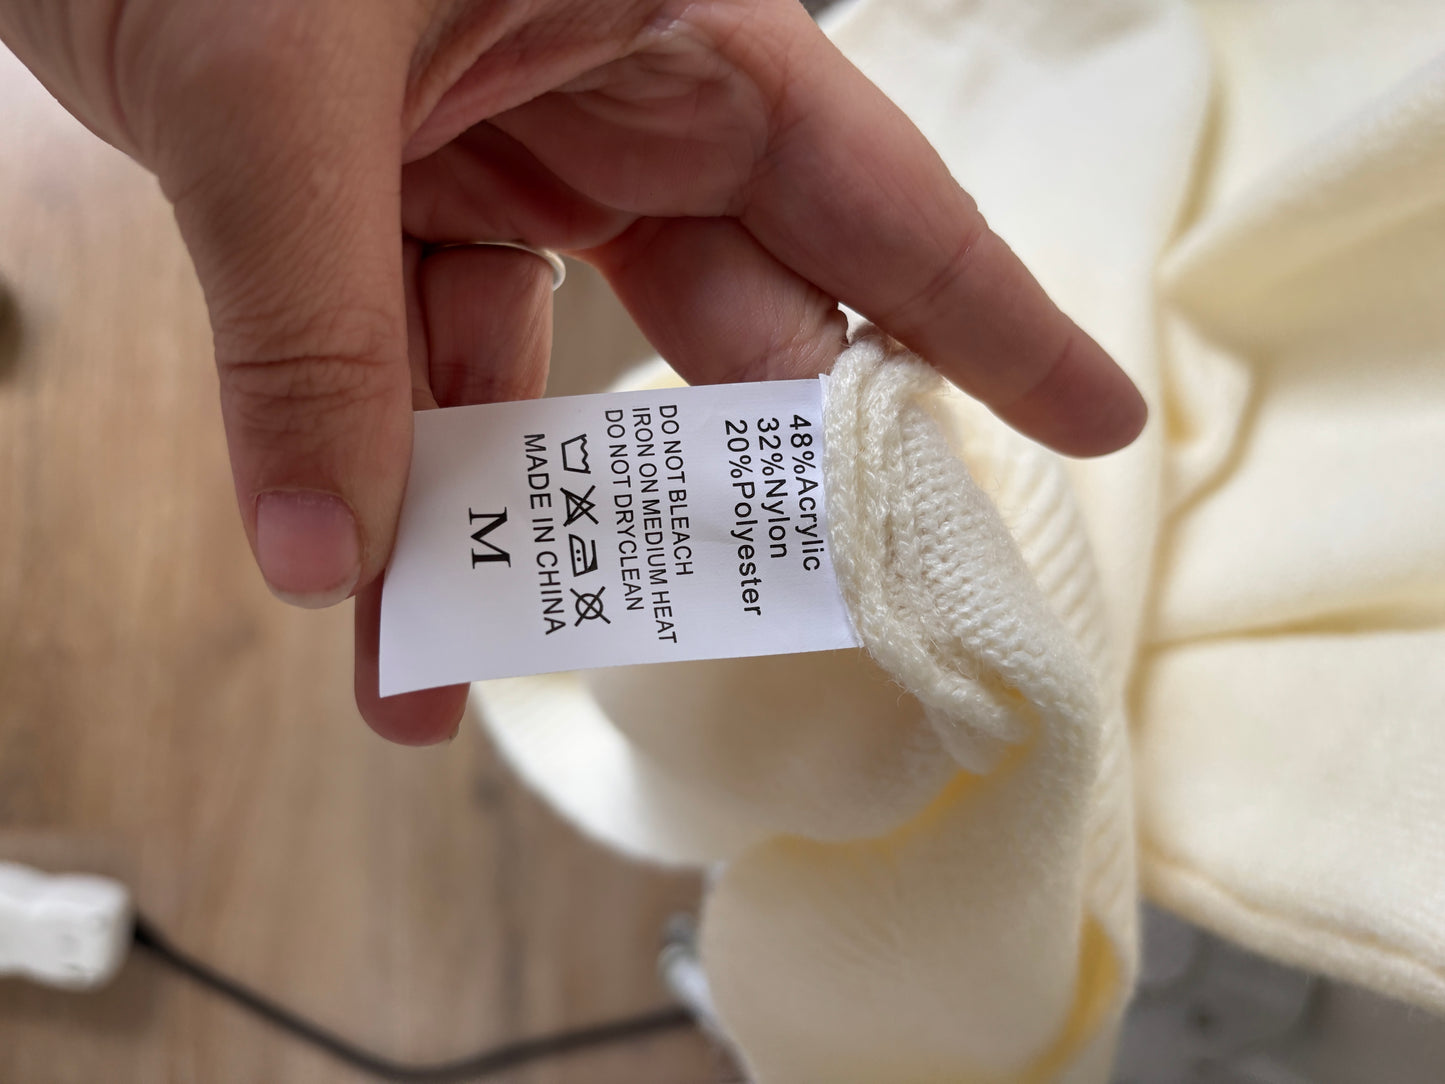 48%Acrylic
32%Nylon
20%Polyester
DO NOT BLEACH
IRON ON MEDIUM HEAT
DO NOT DRYCLEAN
MADE IN CHINA
M